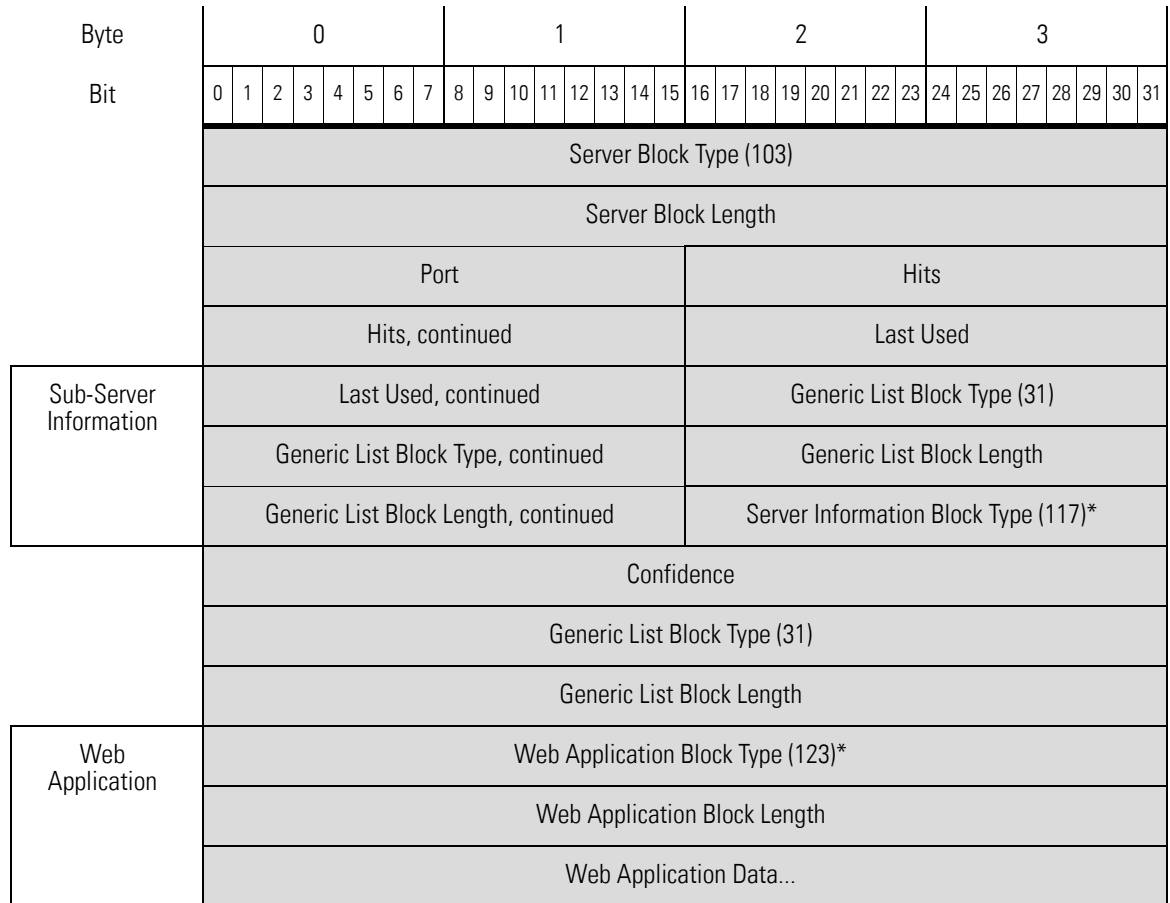 Byte 0 1 2 3
Bit 0 1 2 3 4 5 6 7 8 9 10 11 12 13 14 15 16 17 18 19 20 21 22 23 24 25 26 27 28 29 30 31
Server Block Type (103)
Server Block Length
Port Hits
Hits, continued Last Used
Sub-Server
Information
Last Used, continued Generic List Block Type (31)
Generic List Block Type, continued Generic List Block Length
Generic List Block Length, continued Server Information Block Type (117)*
Confidence
Generic List Block Type (31)
Generic List Block Length
Web
Application
Web Application Block Type (123)*
Web Application Block Length
Web Application Data...